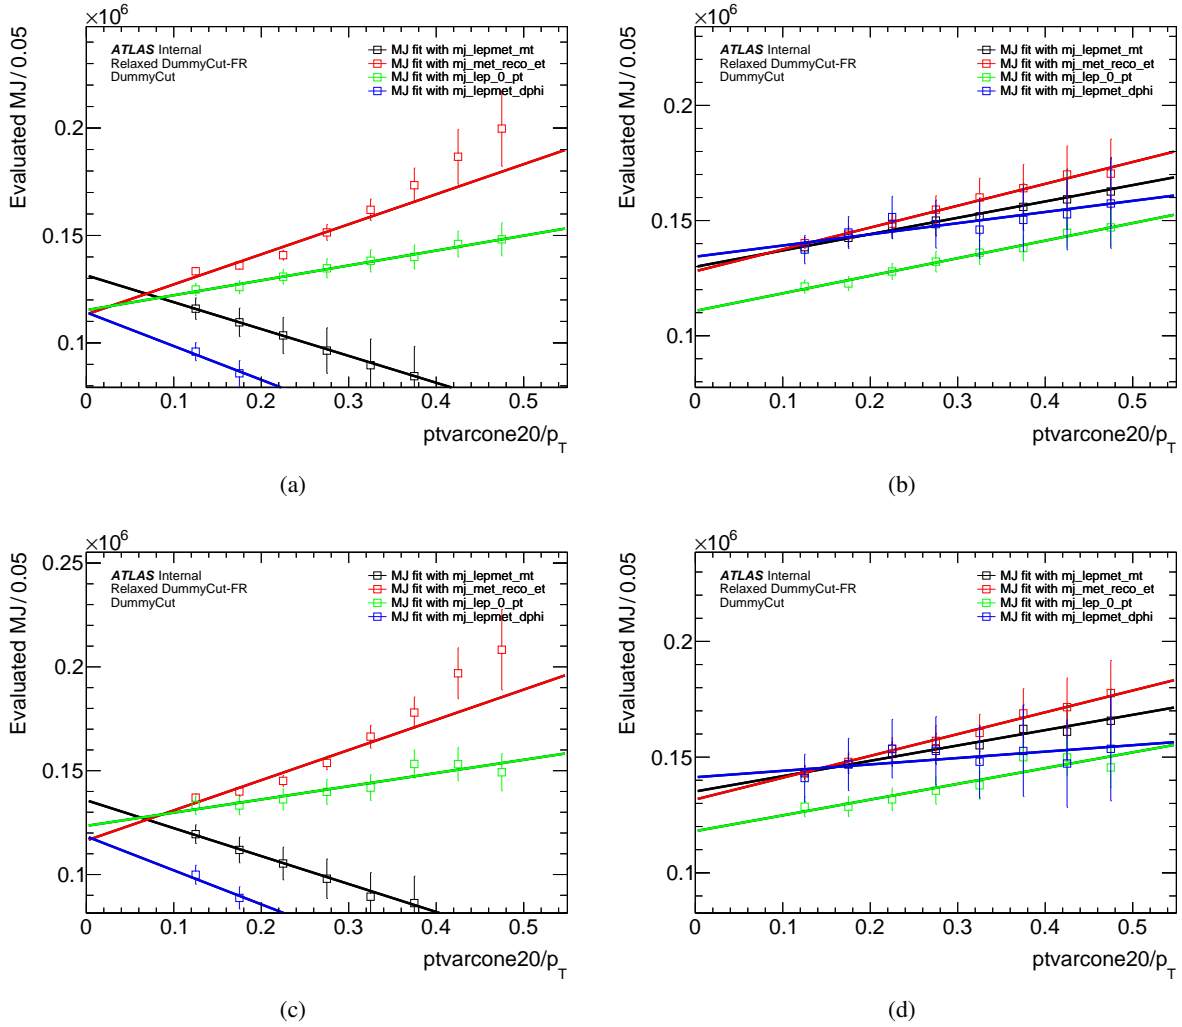 ×10⁶
Evaluated MJ / 0.05
ATLAS Internal
Relaxed DummyCut-FR
DummyCut
MJ fit with mj_lepmet_mt
MJ fit with mj_met_reco_et
MJ fit with mj_lep_0_pt
MJ fit with mj_lepmet_dphi
0.2
0.15
0.1
0 0.1 0.2 0.3 0.4 0.5
ptvarcone20/p_T
(a)
×10⁶
Evaluated MJ / 0.05
ATLAS Internal
Relaxed DummyCut-FR
DummyCut
MJ fit with mj_lepmet_mt
MJ fit with mj_met_reco_et
MJ fit with mj_lep_0_pt
MJ fit with mj_lepmet_dphi
0.2
0.15
0.1
0 0.1 0.2 0.3 0.4 0.5
ptvarcone20/p_T
(b)
×10⁶
Evaluated MJ / 0.05
ATLAS Internal
Relaxed DummyCut-FR
DummyCut
MJ fit with mj_lepmet_mt
MJ fit with mj_met_reco_et
MJ fit with mj_lep_0_pt
MJ fit with mj_lepmet_dphi
0.25
0.2
0.15
0.1
0 0.1 0.2 0.3 0.4 0.5
ptvarcone20/p_T
(c)
×10⁶
Evaluated MJ / 0.05
ATLAS Internal
Relaxed DummyCut-FR
DummyCut
MJ fit with mj_lepmet_mt
MJ fit with mj_met_reco_et
MJ fit with mj_lep_0_pt
MJ fit with mj_lepmet_dphi
0.2
0.15
0.1
0 0.1 0.2 0.3 0.4 0.5
ptvarcone20/p_T
(d)